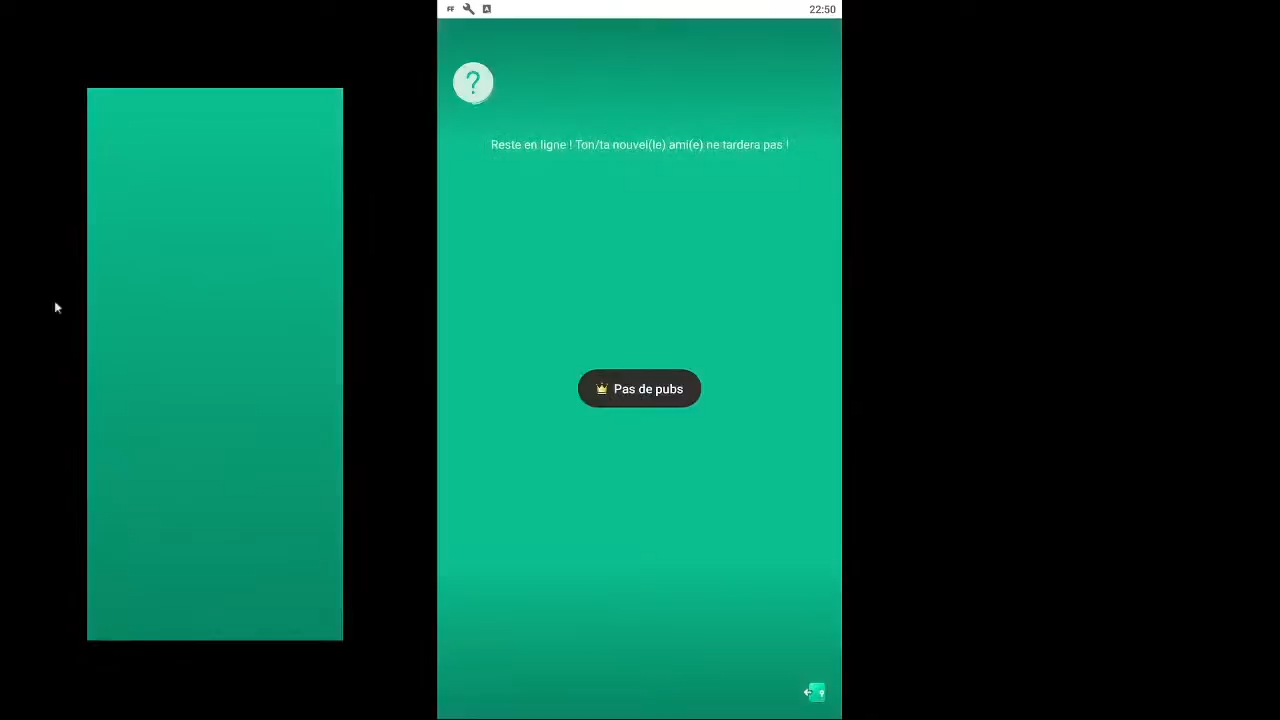 22:50
?
Reste en ligne ! Ton/ta nouvel(le) ami(e) ne tardera pas !
Pas de pubs